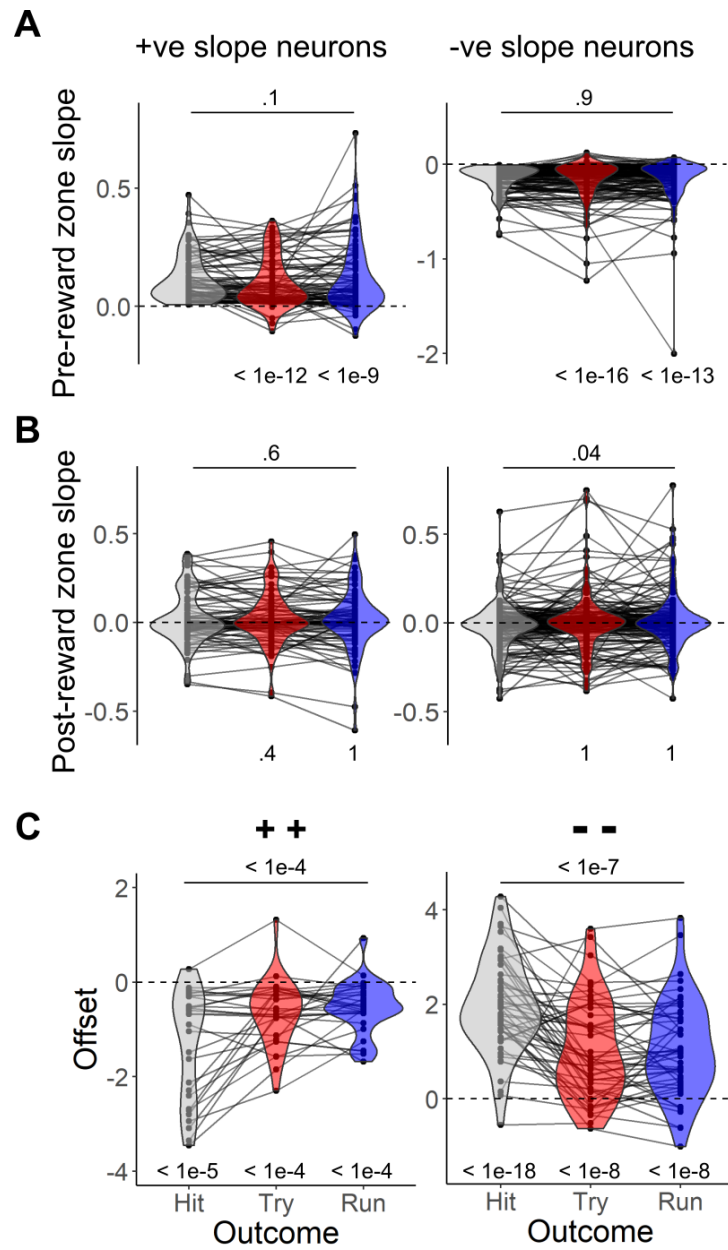 A
+ve slope neurons
-ve slope neurons
Pre-reward zone slope
.1
.9
0.5
0.0
0
-1
-2
< 1e-12 < 1e-9
< 1e-16 < 1e-13
B
Post-reward zone slope
.6
.04
0.5
0.0
-0.5
0.5
0.0
-0.5
.4 1
1 1
C
+ +
- -
Offset
< 1e-4
< 1e-7
2
0
-2
-4
4
2
0
< 1e-5 < 1e-4 < 1e-4
< 1e-18 < 1e-8 < 1e-8
Hit Try Run
Hit Try Run
Outcome
Outcome